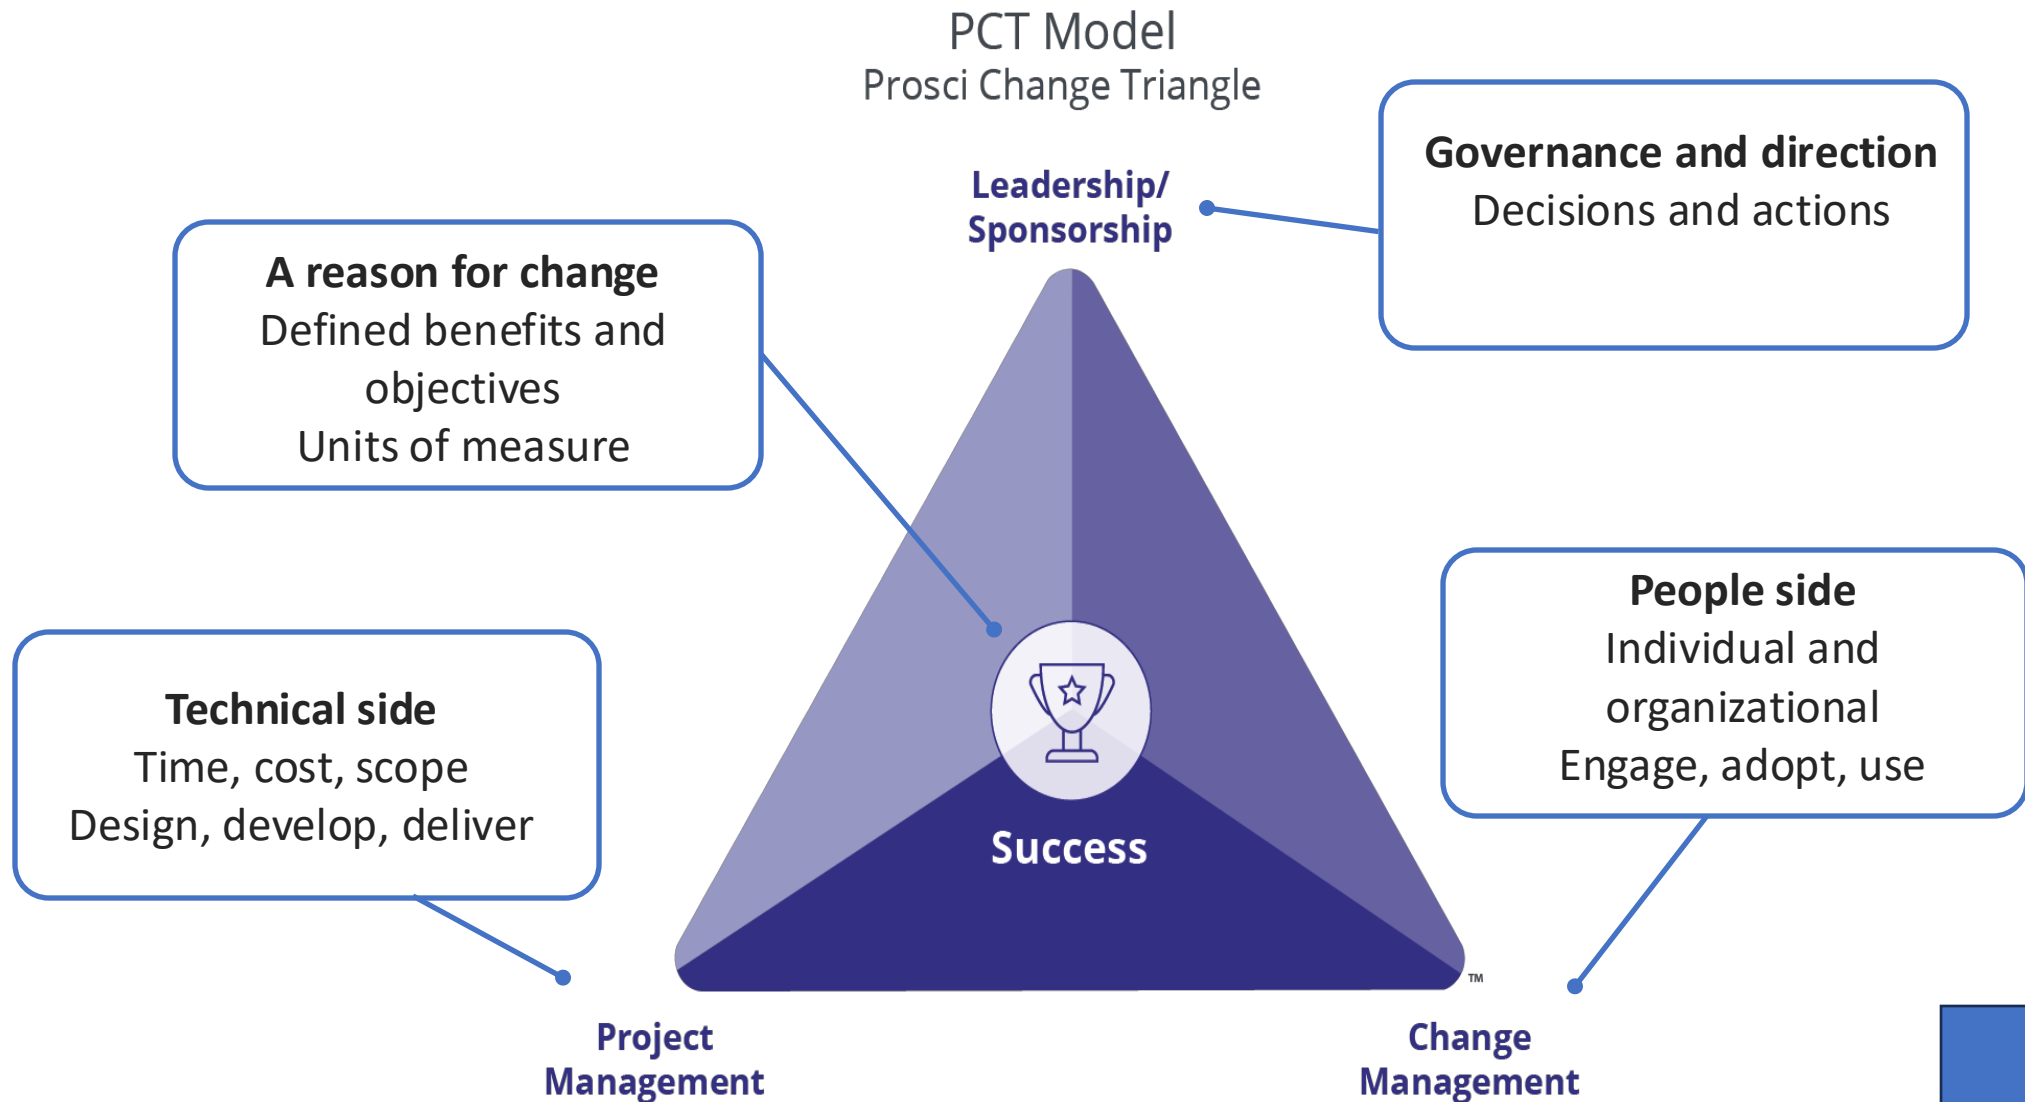 PCT Model
Prosci Change Triangle
Leadership/
Sponsorship
Governance and direction
Decisions and actions
A reason for change
Defined benefits and
objectives
Units of measure
Technical side
Time, cost, scope
Design, develop, deliver
People side
Individual and
organizational
Engage, adopt, use
Success
TM
Project
Management
Change
Management